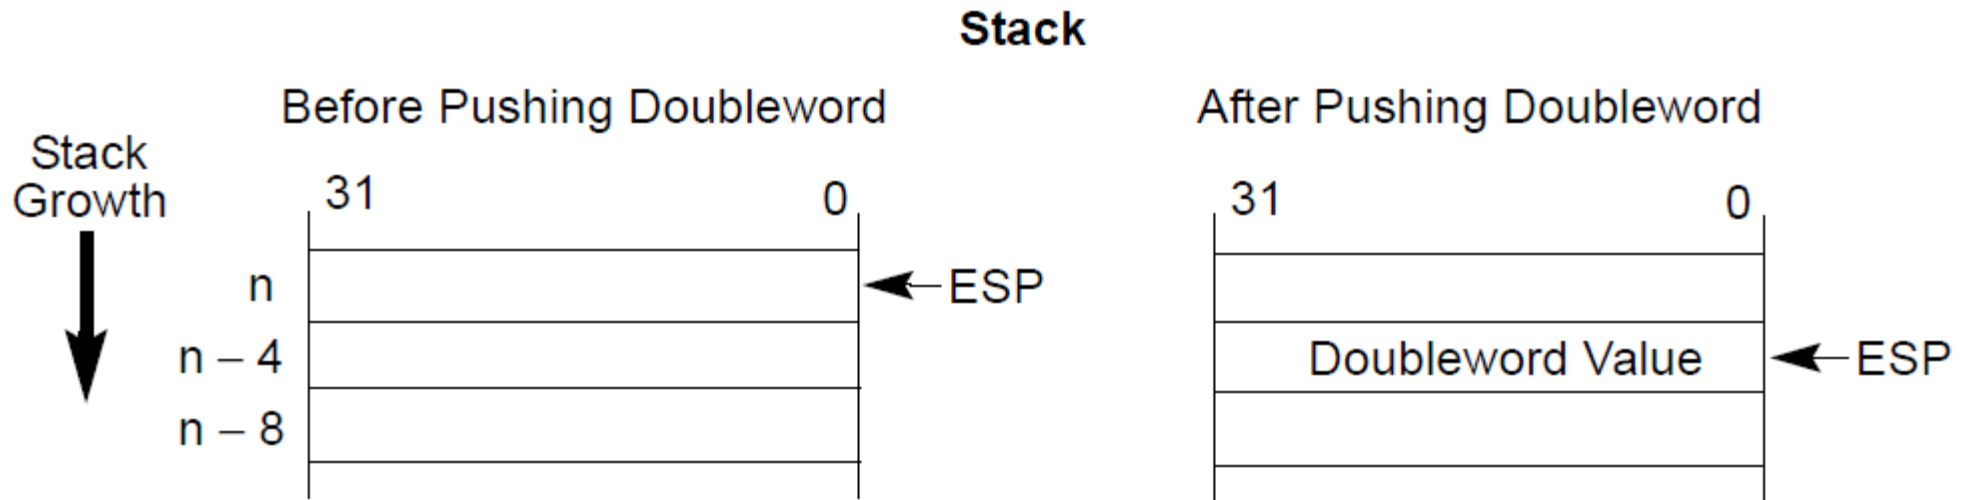 Stack
Before Pushing Doubleword
After Pushing Doubleword
Stack
Growth
31
0
31
0
n
ESP
n – 4
Doubleword Value
ESP
n – 8